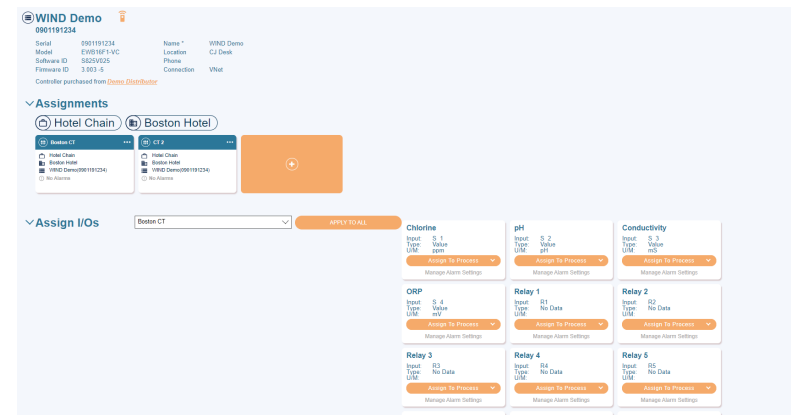 WIND Demo
0901191234
Serial 0901191234 Name * WIND Demo
Model EWB16F1-VC Location CJ Desk
Software ID S825V025 Phone
Firmware ID 3.003 -5 Connection VNet
Controller purchased from Demo Distributor
Assignments
Hotel Chain Boston Hotel
Boston CT ... CT 2 ...
Hotel Chain Hotel Chain
Boston Hotel Boston Hotel
WIND Demo(0901191234) WIND Demo(0901191234)
No Alarms No Alarms
Assign I/Os Boston CT APPLY TO ALL
Chlorine pH Conductivity
Input: S 1 Input: S 2 Input: S 3
Type: Value Type: Value Type: Value
U/M: ppm U/M: pH U/M: mS
Assign To Process Assign To Process Assign To Process
Manage Alarm Settings Manage Alarm Settings Manage Alarm Settings
ORP Relay 1 Relay 2
Input: S 4 Input: R1 Input: R2
Type: Value Type: No Data Type: No Data
U/M: mV U/M: U/M:
Assign To Process Assign To Process Assign To Process
Manage Alarm Settings Manage Alarm Settings Manage Alarm Settings
Relay 3 Relay 4 Relay 5
Input: R3 Input: R4 Input: R5
Type: No Data Type: No Data Type: No Data
U/M: U/M: U/M:
Assign To Process Assign To Process Assign To Process
Manage Alarm Settings Manage Alarm Settings Manage Alarm Settings